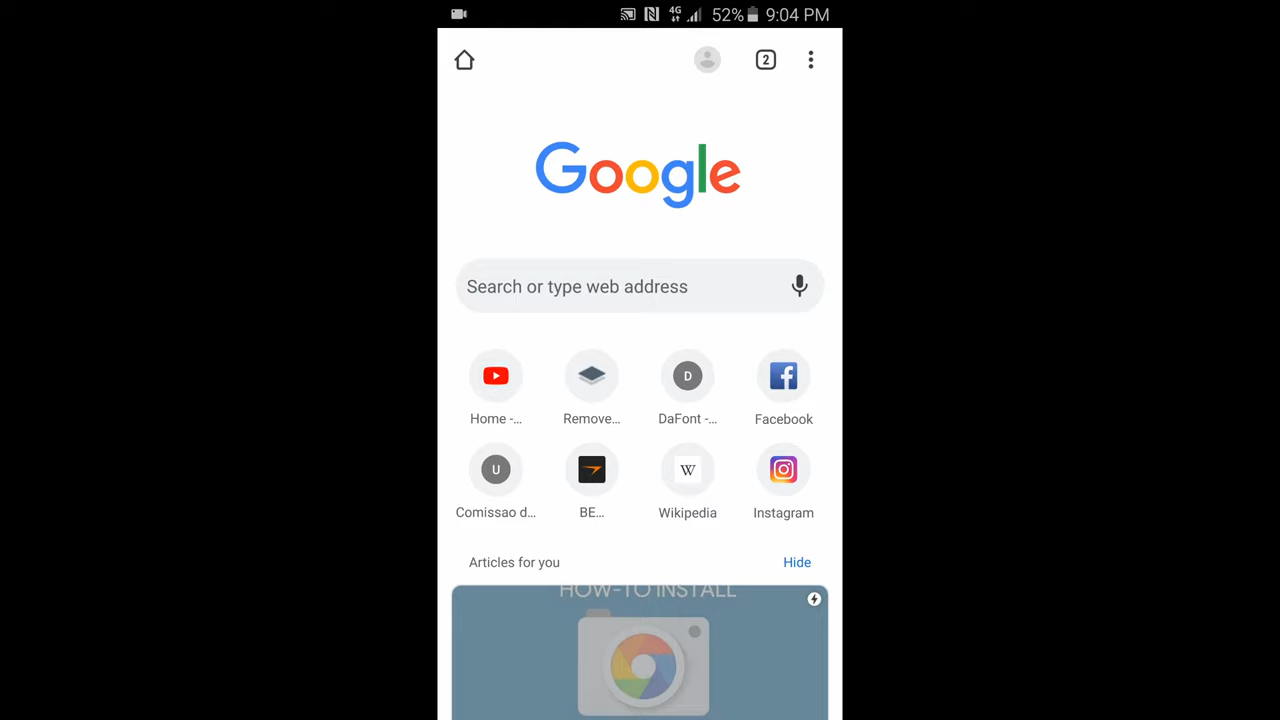 4G 52% 9:04 PM
2
Google
Search or type web address
D
Home -... Remove... DaFont -... Facebook
U W
Comissao d... BE... Wikipedia Instagram
Articles for you Hide
HOW-TO INSTALL